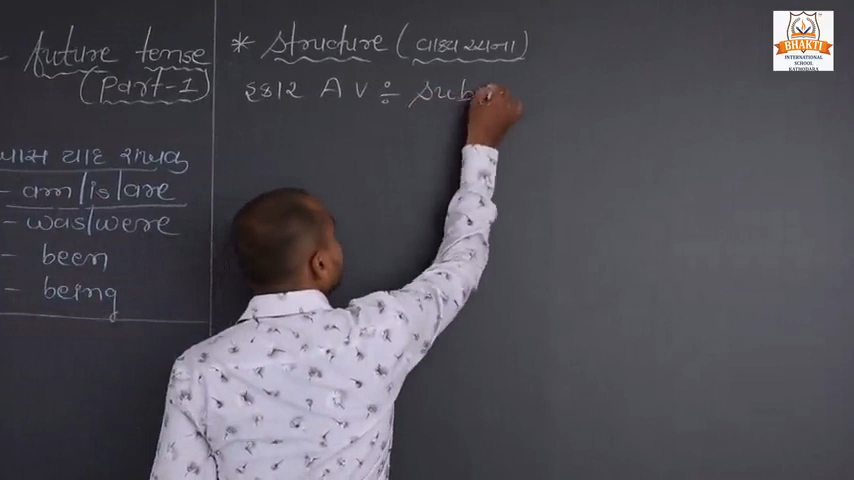 - future tense
(Part-1)
ખાસ યાદ રાખવું
- am/is/are
- was/were
- been
- being
* Structure (વાક્ય રચના)
હકાર A V ÷ sub
BHAKTI
INTERNATIONAL
SCHOOL
KATHODARA